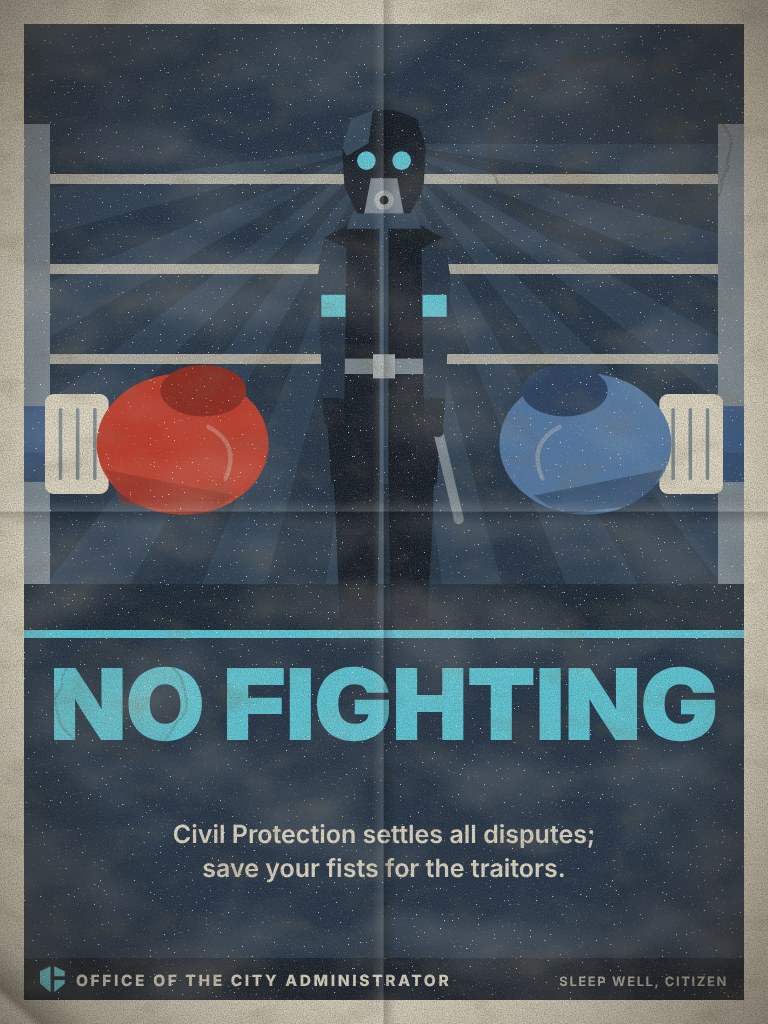 NO FIGHTING
Civil Protection settles all disputes;
save your fists for the traitors.
OFFICE OF THE CITY ADMINISTRATOR
SLEEP WELL, CITIZEN